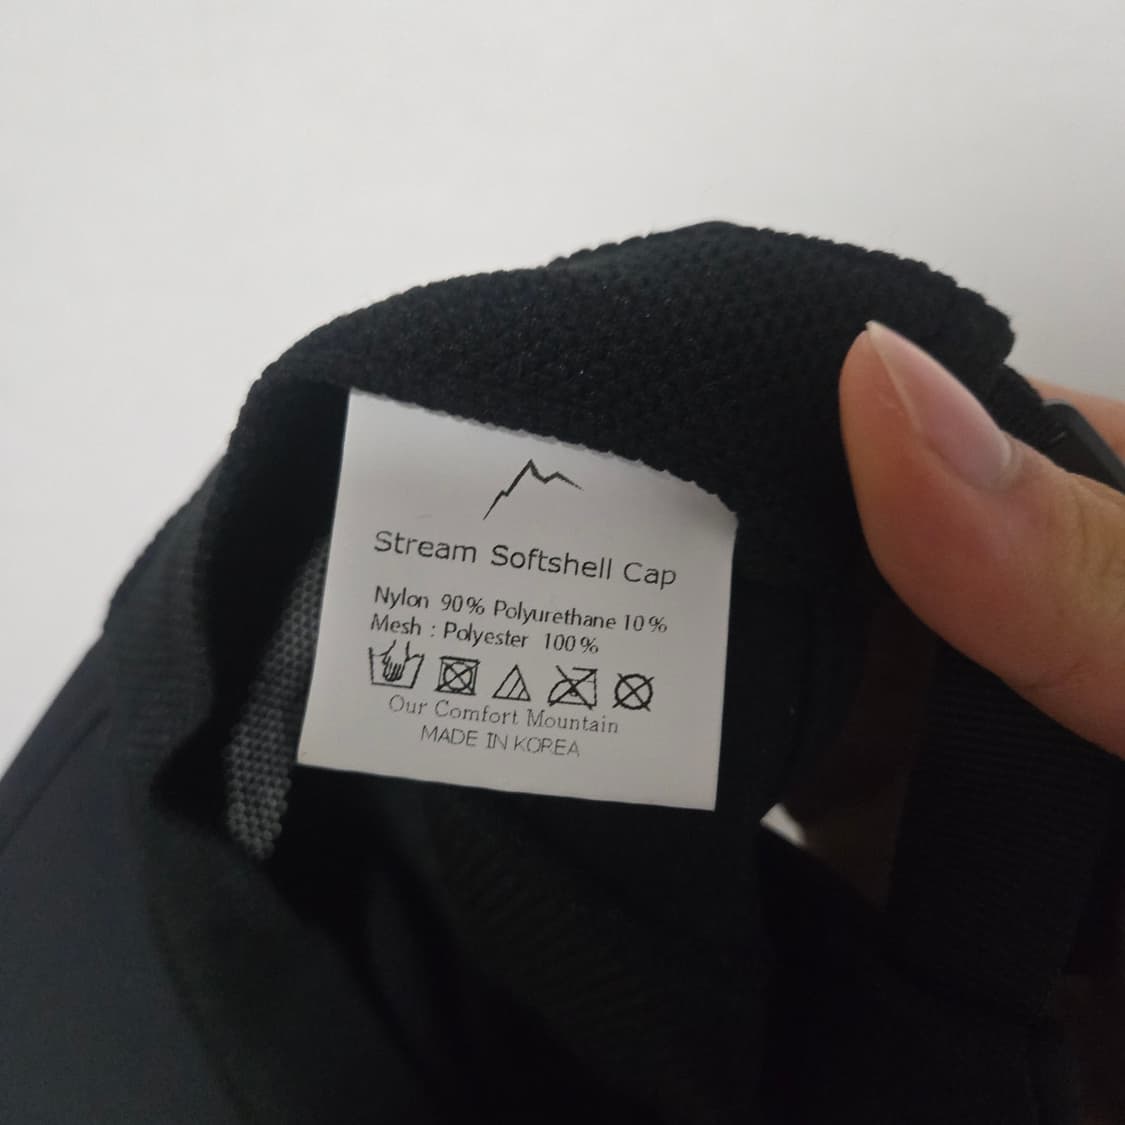 Stream Softshell Cap
Nylon 90% Polyurethane 10%
Mesh : Polyester 100%
Our Comfort Mountain
MADE IN KOREA